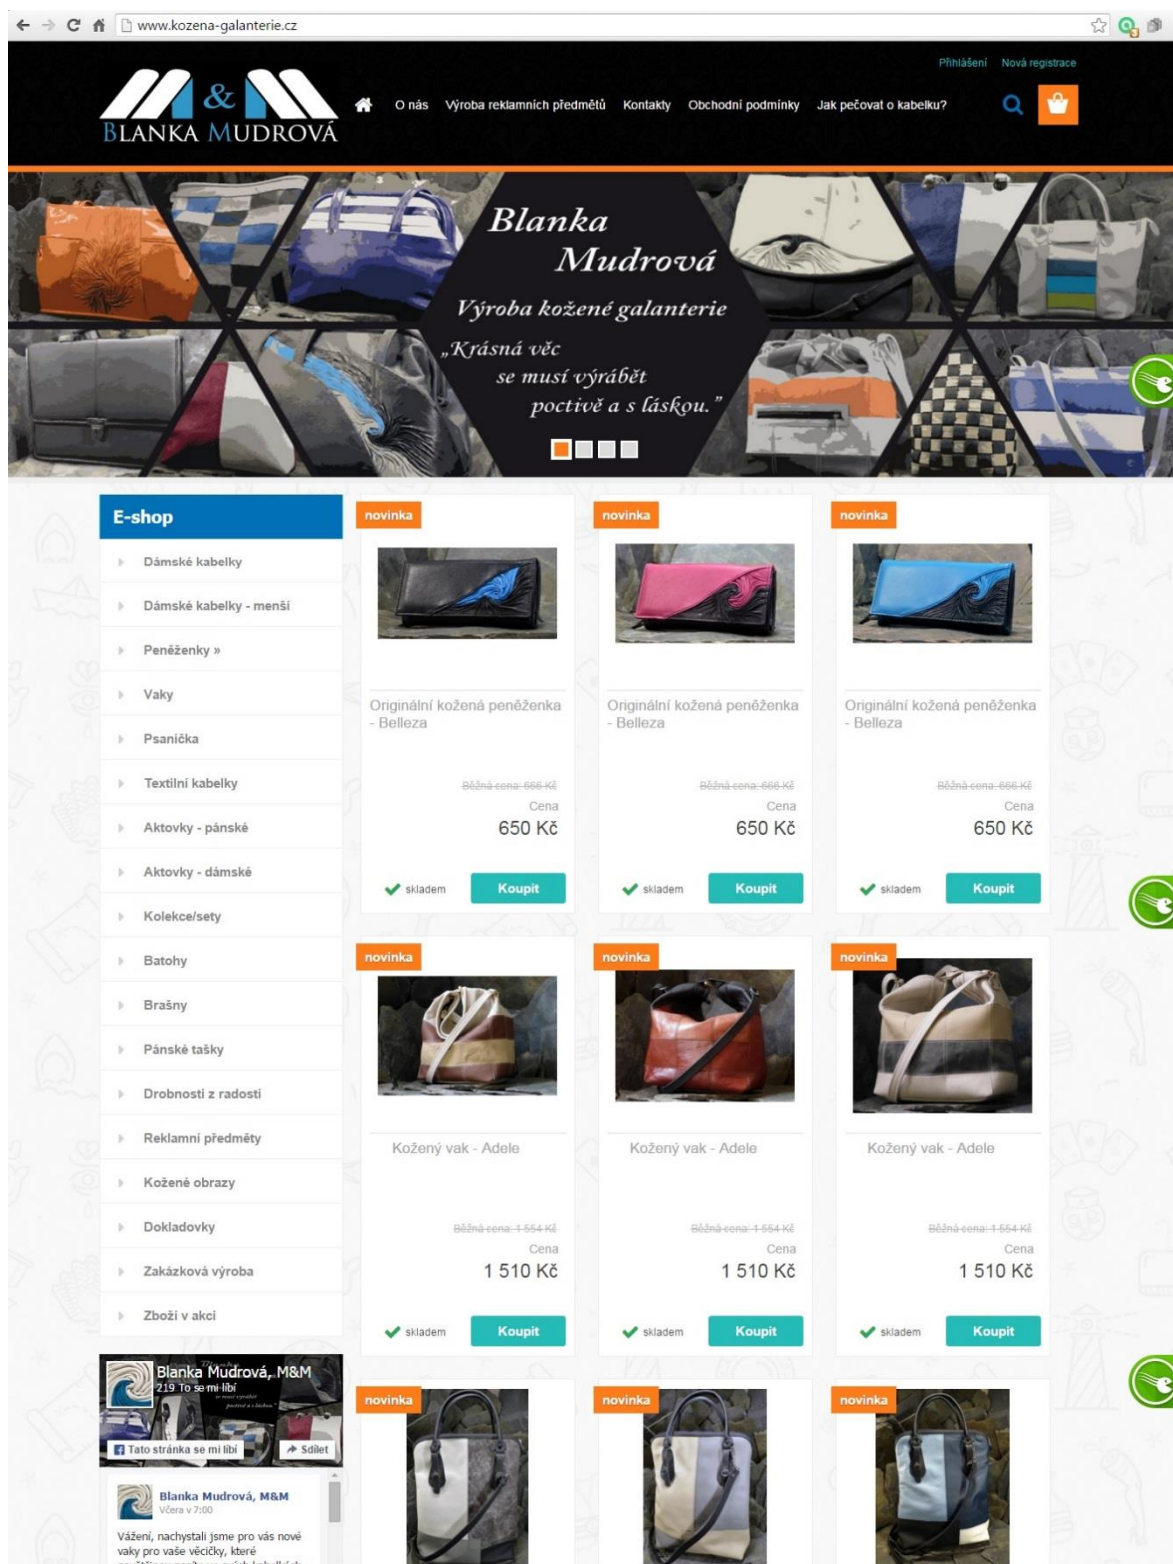 www.kozena-galanterie.cz
Přihlášení Nová registrace
M & M
BLANKA MUDROVÁ
O nás Výroba reklamních předmětů Kontakty Obchodní podmínky Jak pečovat o kabelku?
Blanka
Mudrová
Výroba kožené galanterie
„Krásná věc
se musí výrábět
poctivě a s láskou.”
E-shop
Dámské kabelky
Dámské kabelky - menší
Peněženky »
Vaky
Psaníčka
Textilní kabelky
Aktovky - pánské
Aktovky - dámské
Kolekce/sety
Batohy
Brašny
Pánské tašky
Drobnosti z radosti
Reklamní předměty
Kožené obrazy
Dokladovky
Zakázková výroba
Zboží v akci
novinka novinka novinka
Originální kožená peněženka - Belleza
Originální kožená peněženka - Belleza
Originální kožená peněženka - Belleza
Běžná cena: 666 Kč Běžná cena: 666 Kč Běžná cena: 666 Kč
Cena Cena Cena
650 Kč 650 Kč 650 Kč
skladem Koupit skladem Koupit skladem Koupit
novinka novinka novinka
Kožený vak - Adele Kožený vak - Adele Kožený vak - Adele
Běžná cena: 1 554 Kč Běžná cena: 1 554 Kč Běžná cena: 1 554 Kč
Cena Cena Cena
1 510 Kč 1 510 Kč 1 510 Kč
skladem Koupit skladem Koupit skladem Koupit
novinka novinka novinka
Blanka Mudrová, M&M
219 To se mi líbí
Tato stránka se mi líbí Sdílet
Blanka Mudrová, M&M
Včera v 7:00
Vážení, nachystali jsme pro vás nové
vaky pro vaše věcičky, které